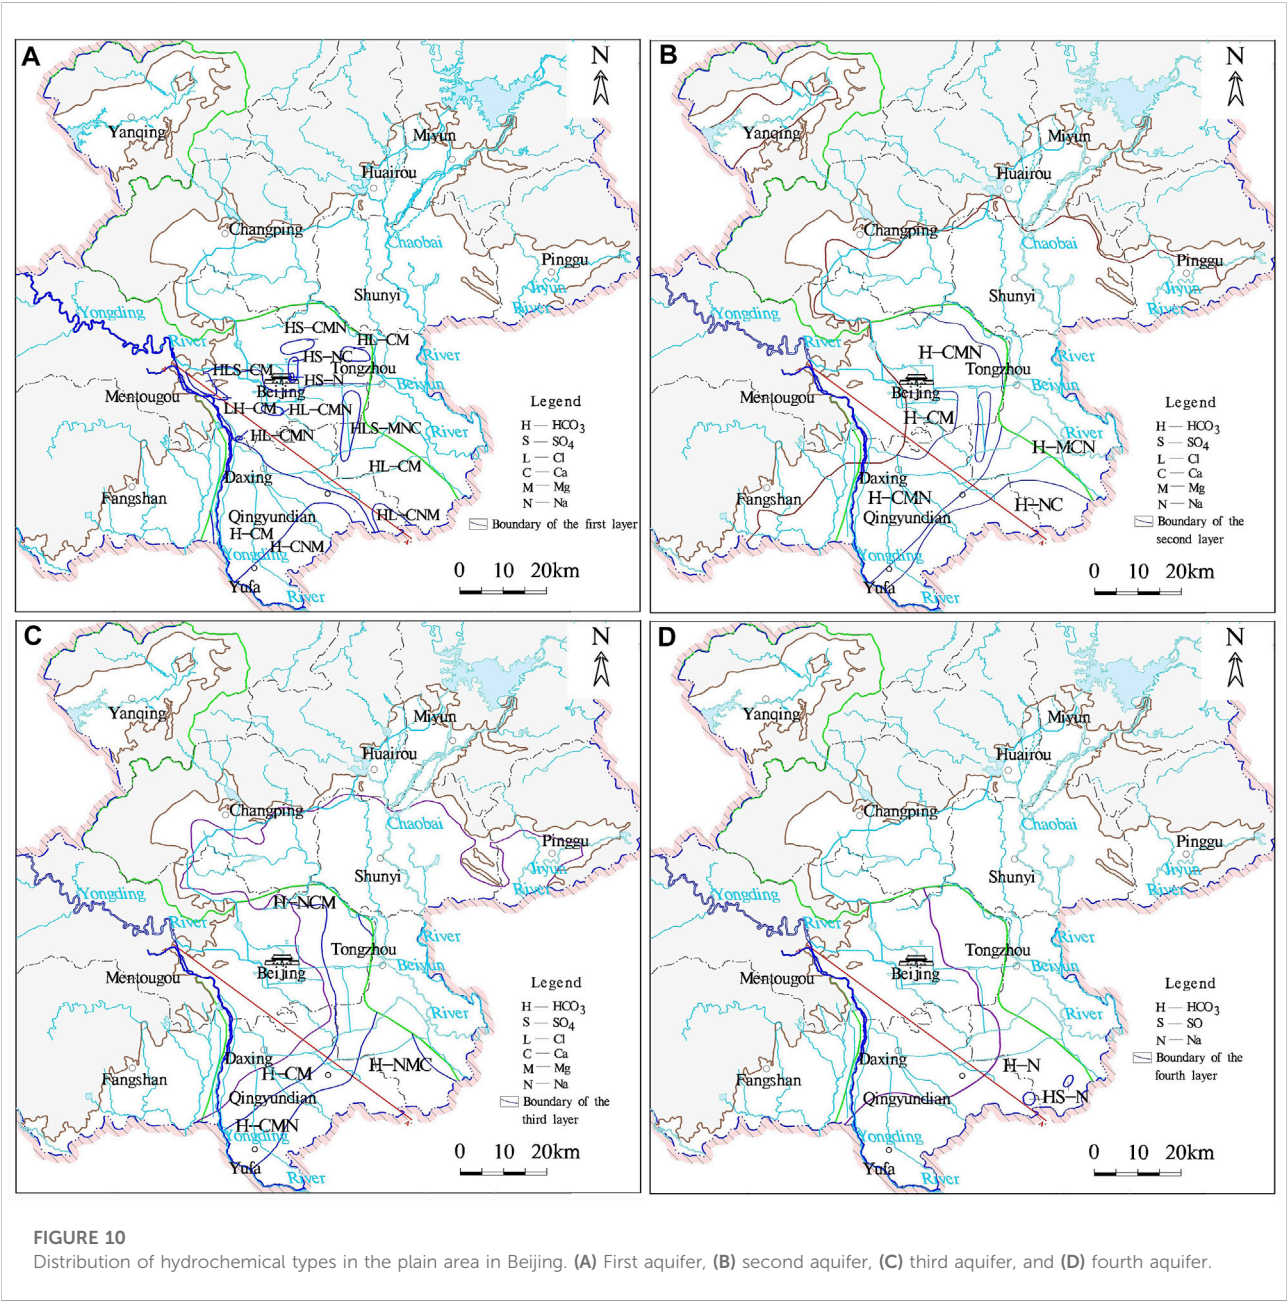 A
N
Yanqing
Miyun
Huairou
Changping
Chaobai
Pinggu
Jiyun
River
Shunyi
Yongding
River
HS—CMN
HL—CM
River
HS—NC
HLS—CM
Tongzhou
HS—N
Beiyun
Beijing
Mentougou
LH—CM
HL—CMN
HLS—MNC
River
HL—CMN
HL—CM
Daxing
Fangshan
HL—CNM
Qingyundian
H—CM
H—CNM
Yongding
Yufa
River
Legend
H — HCO3
S — SO4
L — Cl
C — Ca
M — Mg
N — Na
Boundary of the first layer
0 10 20km
B
N
Yanqing
Miyun
Huairou
Changping
Chaobai
Pinggu
Jiyun
River
Shunyi
Yongding
River
H—CMN
River
Tongzhou
Beiyun
Beijing
Mentougou
H—CM
River
H—MCN
Daxing
Fangshan
H—CMN
H—NC
Qingyundian
Yongding
Yufa
River
Legend
H — HCO3
S — SO4
L — Cl
C — Ca
M — Mg
N — Na
Boundary of the
second layer
0 10 20km
C
N
Yanqing
Miyun
Huairou
Changping
Chaobai
Pinggu
Jiyun
River
Shunyi
Yongding
H—NCM
River
River
Tongzhou
Beiyun
Beijing
Mentougou
River
Daxing
H—NMC
Fangshan
H—CM
Qingyundian
H—CMN
Yongding
Yufa
River
Legend
H — HCO3
S — SO4
L — Cl
C — Ca
M — Mg
N — Na
Boundary of the
third layer
0 10 20km
D
N
Yanqing
Miyun
Huairou
Changping
Chaobai
Pinggu
Jiyun
River
Shunyi
Yongding
River
River
Tongzhou
Beiyun
Beijing
Mentougou
River
Daxing
H—N
Fangshan
Qingyundian
HS—N
Yongding
Yufa
River
Legend
H — HCO3
S — SO
N — Na
Boundary of the
fourth layer
0 10 20km
FIGURE 10
Distribution of hydrochemical types in the plain area in Beijing. (A) First aquifer, (B) second aquifer, (C) third aquifer, and (D) fourth aquifer.